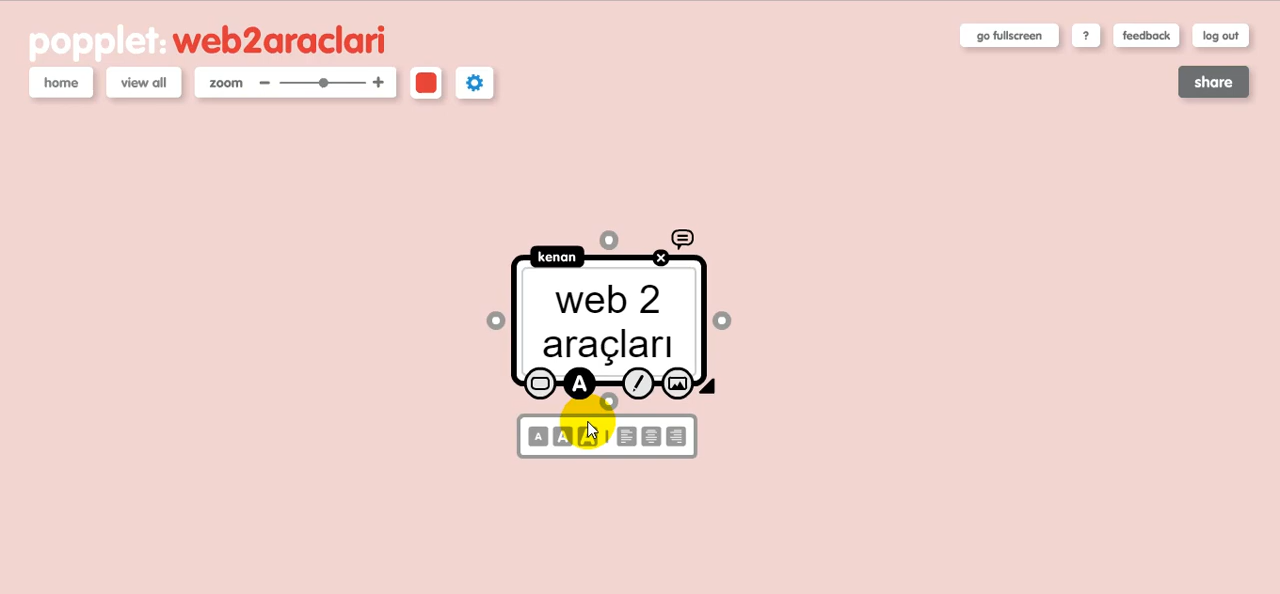 popplet: web2araclari
go fullscreen ? feedback log out
home view all zoom - + share
kenan
web 2
araçları
A
A A A